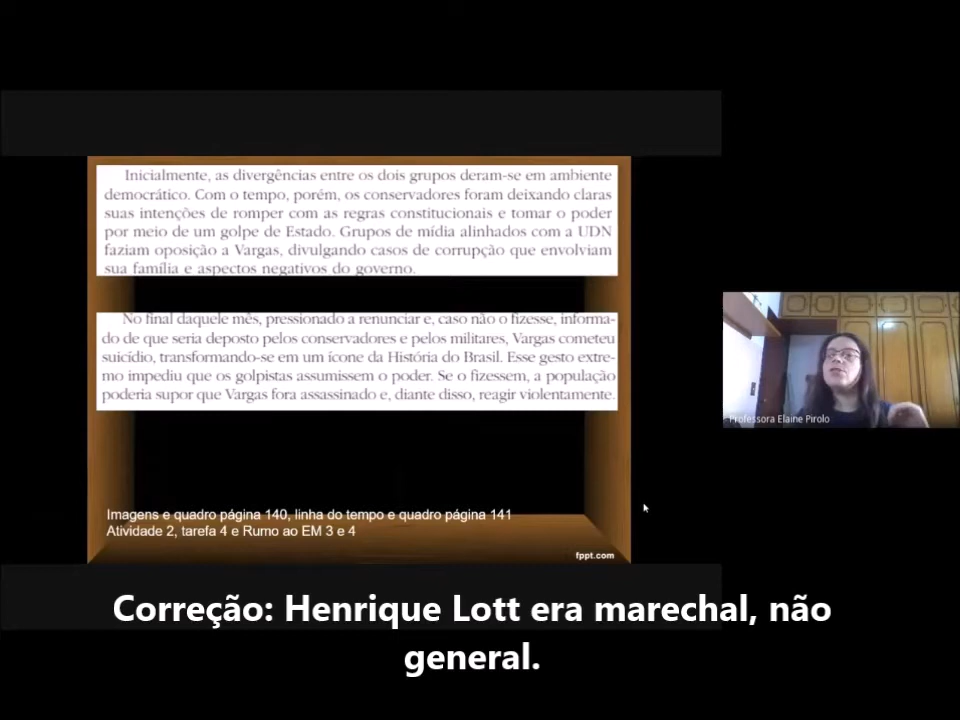 Inicialmente, as divergências entre os dois grupos deram-se em ambiente
democrático. Com o tempo, porém, os conservadores foram deixando claras
suas intenções de romper com as regras constitucionais e tomar o poder
por meio de um golpe de Estado. Grupos de mídia alinhados com a UDN
faziam oposição a Vargas, divulgando casos de corrupção que envolviam
sua família e aspectos negativos do governo.
No final daquele mês, pressionado a renunciar e, caso não o fizesse, informa-
do de que seria deposto pelos conservadores e pelos militares, Vargas cometeu
suicídio, transformando-se em um ícone da História do Brasil. Esse gesto extre-
mo impediu que os golpistas assumissem o poder. Se o fizessem, a população
poderia supor que Vargas fora assassinado e, diante disso, reagir violentamente.
Imagens e quadro página 140, linha do tempo e quadro página 141
Atividade 2, tarefa 4 e Rumo ao EM 3 e 4
fppt.com
Professora Elaine Pirolo
Correção: Henrique Lott era marechal, não
general.